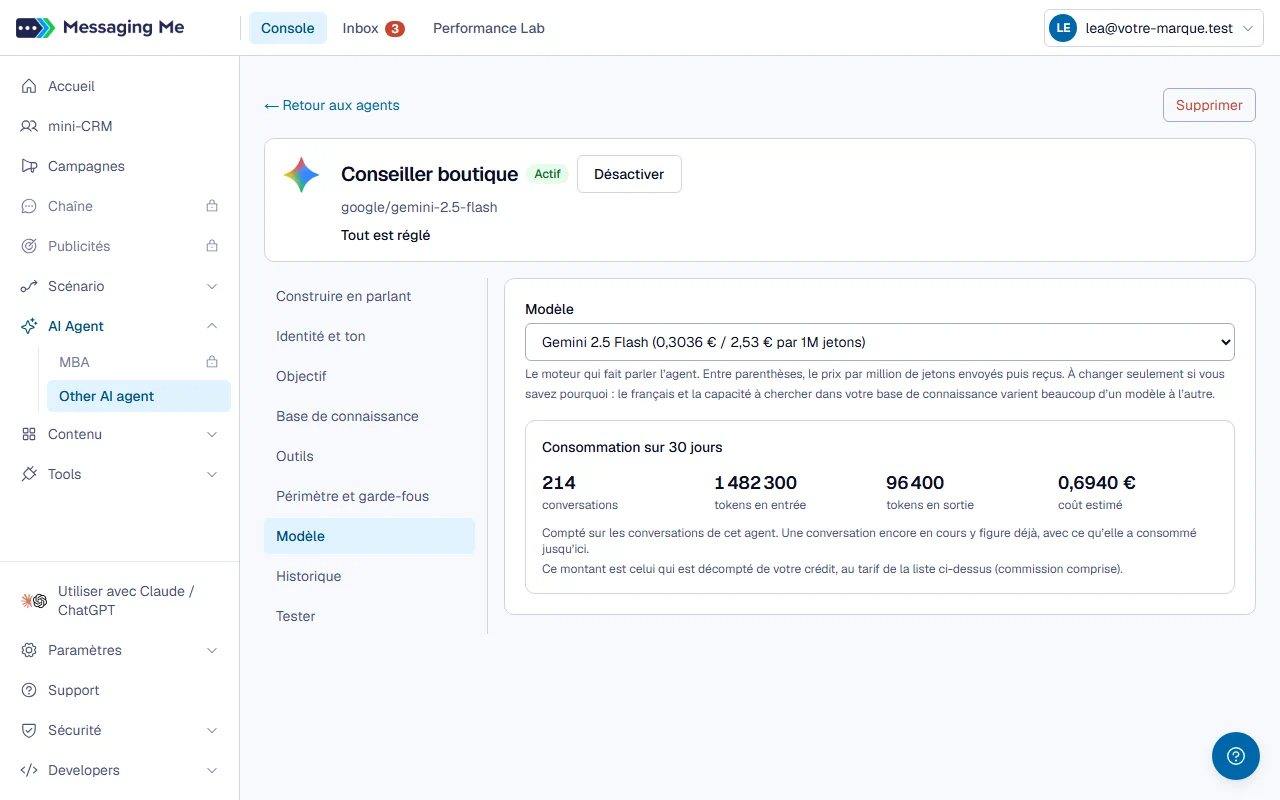 Messaging Me
Console
Inbox 3
Performance Lab
LE lea@votre-marque.test
Accueil
mini-CRM
Campagnes
Chaîne
Publicités
Scénario
AI Agent
MBA
Other AI agent
Contenu
Tools
Utiliser avec Claude /
ChatGPT
Paramètres
Support
Sécurité
Developers
← Retour aux agents
Supprimer
Conseiller boutique Actif Désactiver
google/gemini-2.5-flash
Tout est réglé
Construire en parlant
Identité et ton
Objectif
Base de connaissance
Outils
Périmètre et garde-fous
Modèle
Historique
Tester
Modèle
Gemini 2.5 Flash (0,3036 € / 2,53 € par 1M jetons)
Le moteur qui fait parler l'agent. Entre parenthèses, le prix par million de jetons envoyés puis reçus. À changer seulement si vous
savez pourquoi : le français et la capacité à chercher dans votre base de connaissance varient beaucoup d'un modèle à l'autre.
Consommation sur 30 jours
214
conversations
1 482 300
tokens en entrée
96 400
tokens en sortie
0,6940 €
coût estimé
Compté sur les conversations de cet agent. Une conversation encore en cours y figure déjà, avec ce qu'elle a consommé
jusqu'ici.
Ce montant est celui qui est décompté de votre crédit, au tarif de la liste ci-dessus (commission comprise).